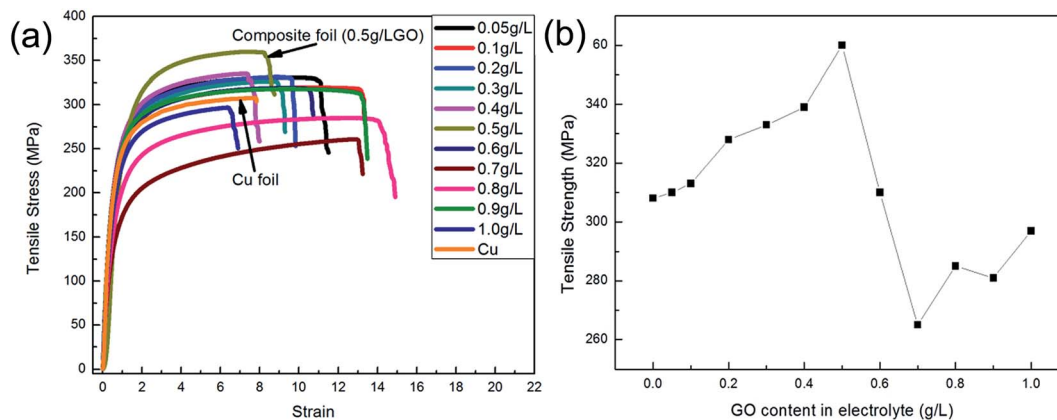 (a)
400
350
300
250
200
150
100
50
0
Tensile Stress (MPa)
0 2 4 6 8 10 12 14 16 18 20 22
Strain
Composite foil (0.5g/LGO)
Cu foil
0.05g/L
0.1g/L
0.2g/L
0.3g/L
0.4g/L
0.5g/L
0.6g/L
0.7g/L
0.8g/L
0.9g/L
1.0g/L
Cu
(b)
60
340
320
300
280
260
Tensile Strength (MPa)
0.0 0.2 0.4 0.6 0.8 1.0
GO content in electrolyte (g/L)